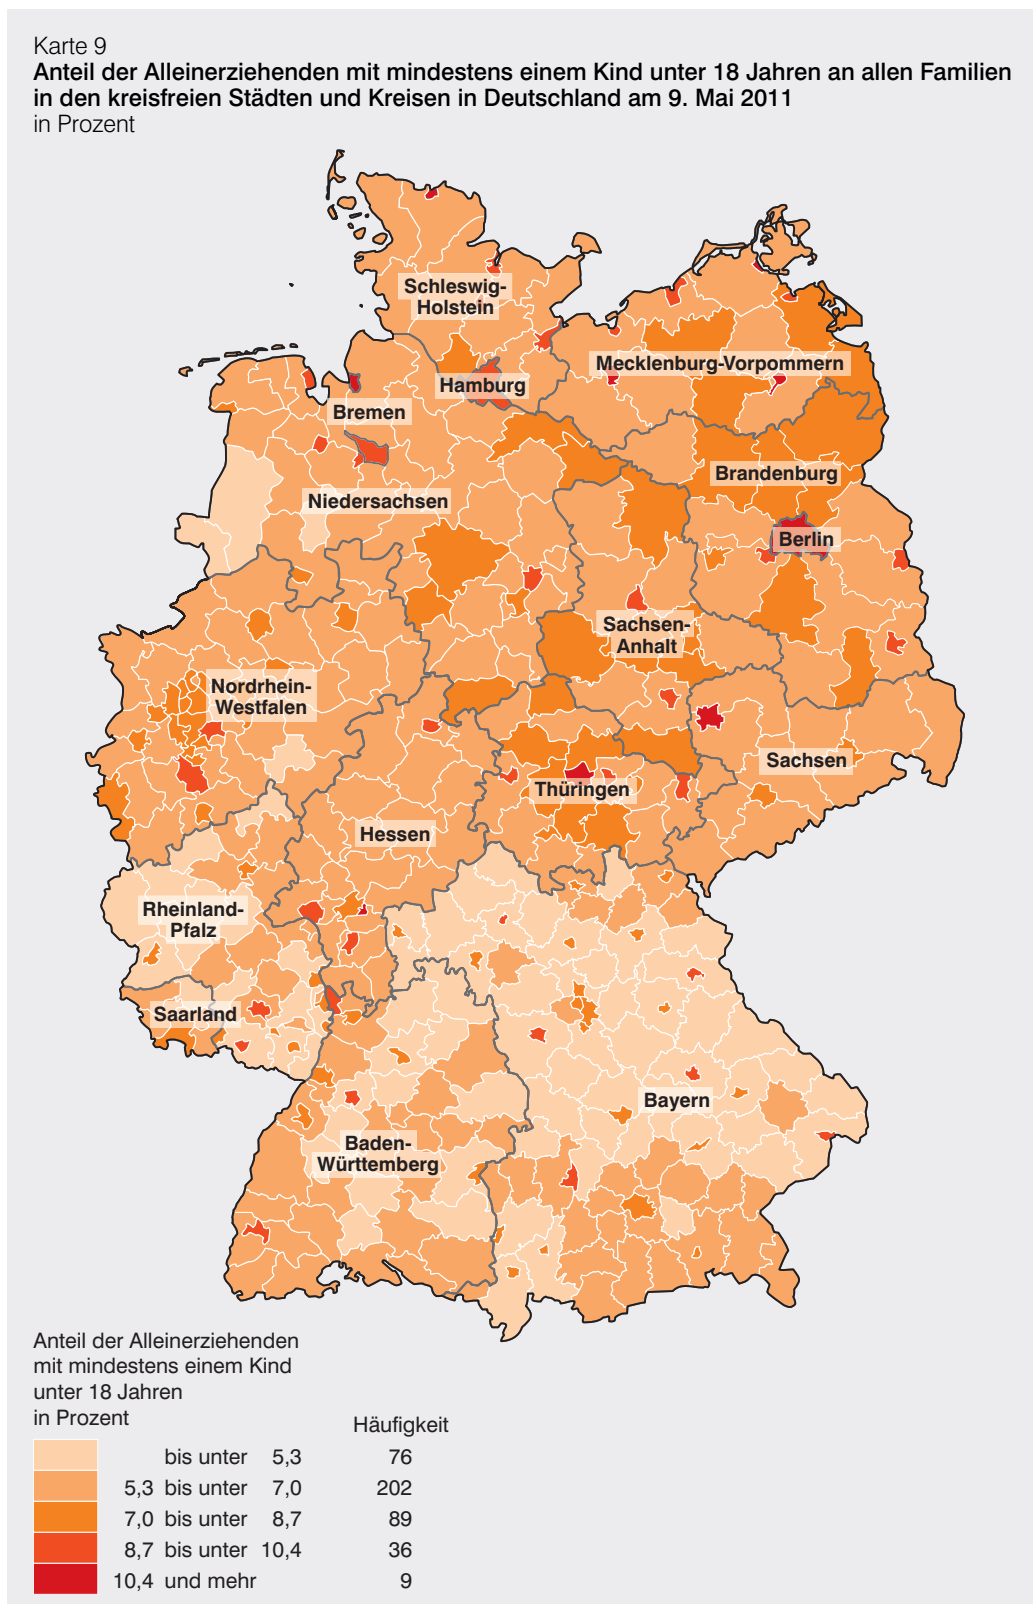 Karte 9
Anteil der Alleinerziehenden mit mindestens einem Kind unter 18 Jahren an allen Familien
in den kreisfreien Städten und Kreisen in Deutschland am 9. Mai 2011
in Prozent
Schleswig-
Holstein
Mecklenburg-Vorpommern
Hamburg
Bremen
Brandenburg
Niedersachsen
Berlin
Sachsen-
Anhalt
Nordrhein-
Westfalen
Sachsen
Thüringen
Hessen
Rheinland-
Pfalz
Saarland
Bayern
Baden-
Württemberg
Anteil der Alleinerziehenden
mit mindestens einem Kind
unter 18 Jahren
in Prozent
Häufigkeit
bis unter 5,3 76
5,3 bis unter 7,0 202
7,0 bis unter 8,7 89
8,7 bis unter 10,4 36
10,4 und mehr 9